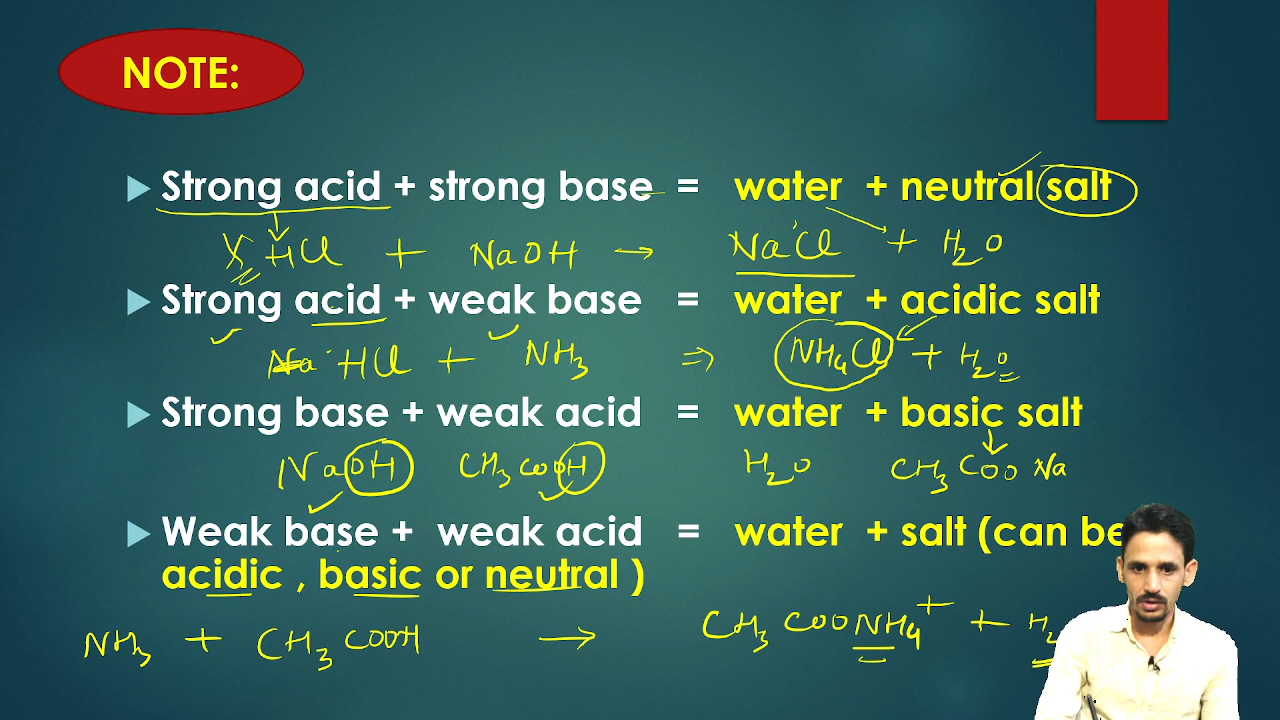 NOTE:
Strong acid + strong base = water + neutral salt
HCl + NaOH → NaCl + H2O
Strong acid + weak base = water + acidic salt
HCl + NH3 ⇒ NH4Cl + H2O
Strong base + weak acid = water + basic salt
NaOH CH3COOH H2O CH3COONa
Weak base + weak acid = water + salt (can be
acidic , basic or neutral )
NH3 + CH3COOH → CH3COONH4+ + H2